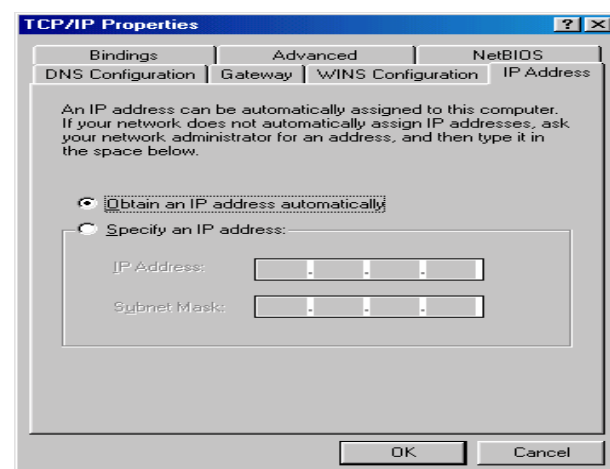 TCP/IP Properties
Bindings Advanced NetBIOS
DNS Configuration Gateway WINS Configuration IP Address
An IP address can be automatically assigned to this computer.
If your network does not automatically assign IP addresses, ask
your network administrator for an address, and then type it in
the space below.
Obtain an IP address automatically
Specify an IP address:
IP Address:
Subnet Mask:
OK Cancel